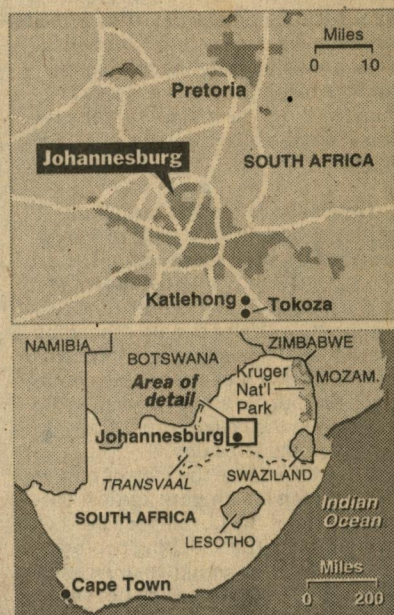 Miles
0 10
Pretoria
Johannesburg
SOUTH AFRICA
Katlehong
Tokoza
NAMIBIA
BOTSWANA
ZIMBABWE
Area of
detail
Kruger
Nat'l
Park
MOZAM.
Johannesburg
TRANSVAAL
SWAZILAND
SOUTH AFRICA
LESOTHO
Indian
Ocean
Cape Town
Miles
0 200